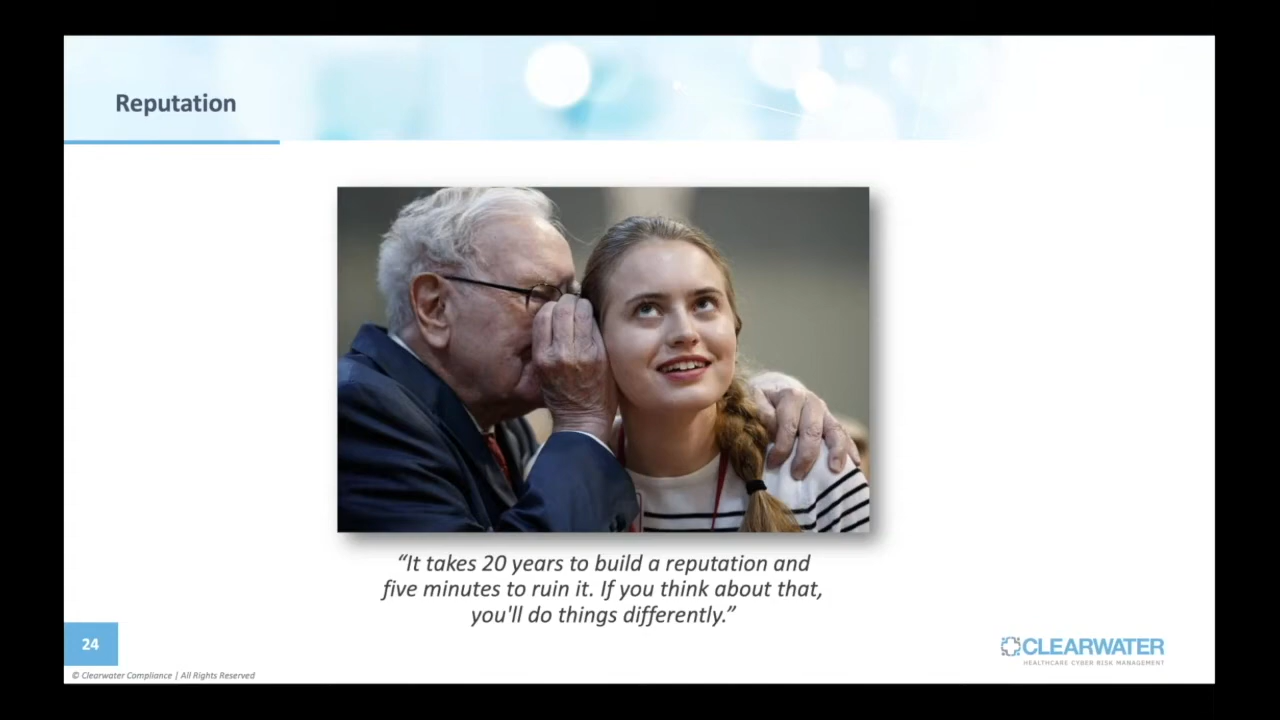 Reputation
“It takes 20 years to build a reputation and
five minutes to ruin it. If you think about that,
you'll do things differently.”
24
CLEARWATER
HEALTHCARE CYBER RISK MANAGEMENT
© Clearwater Compliance | All Rights Reserved